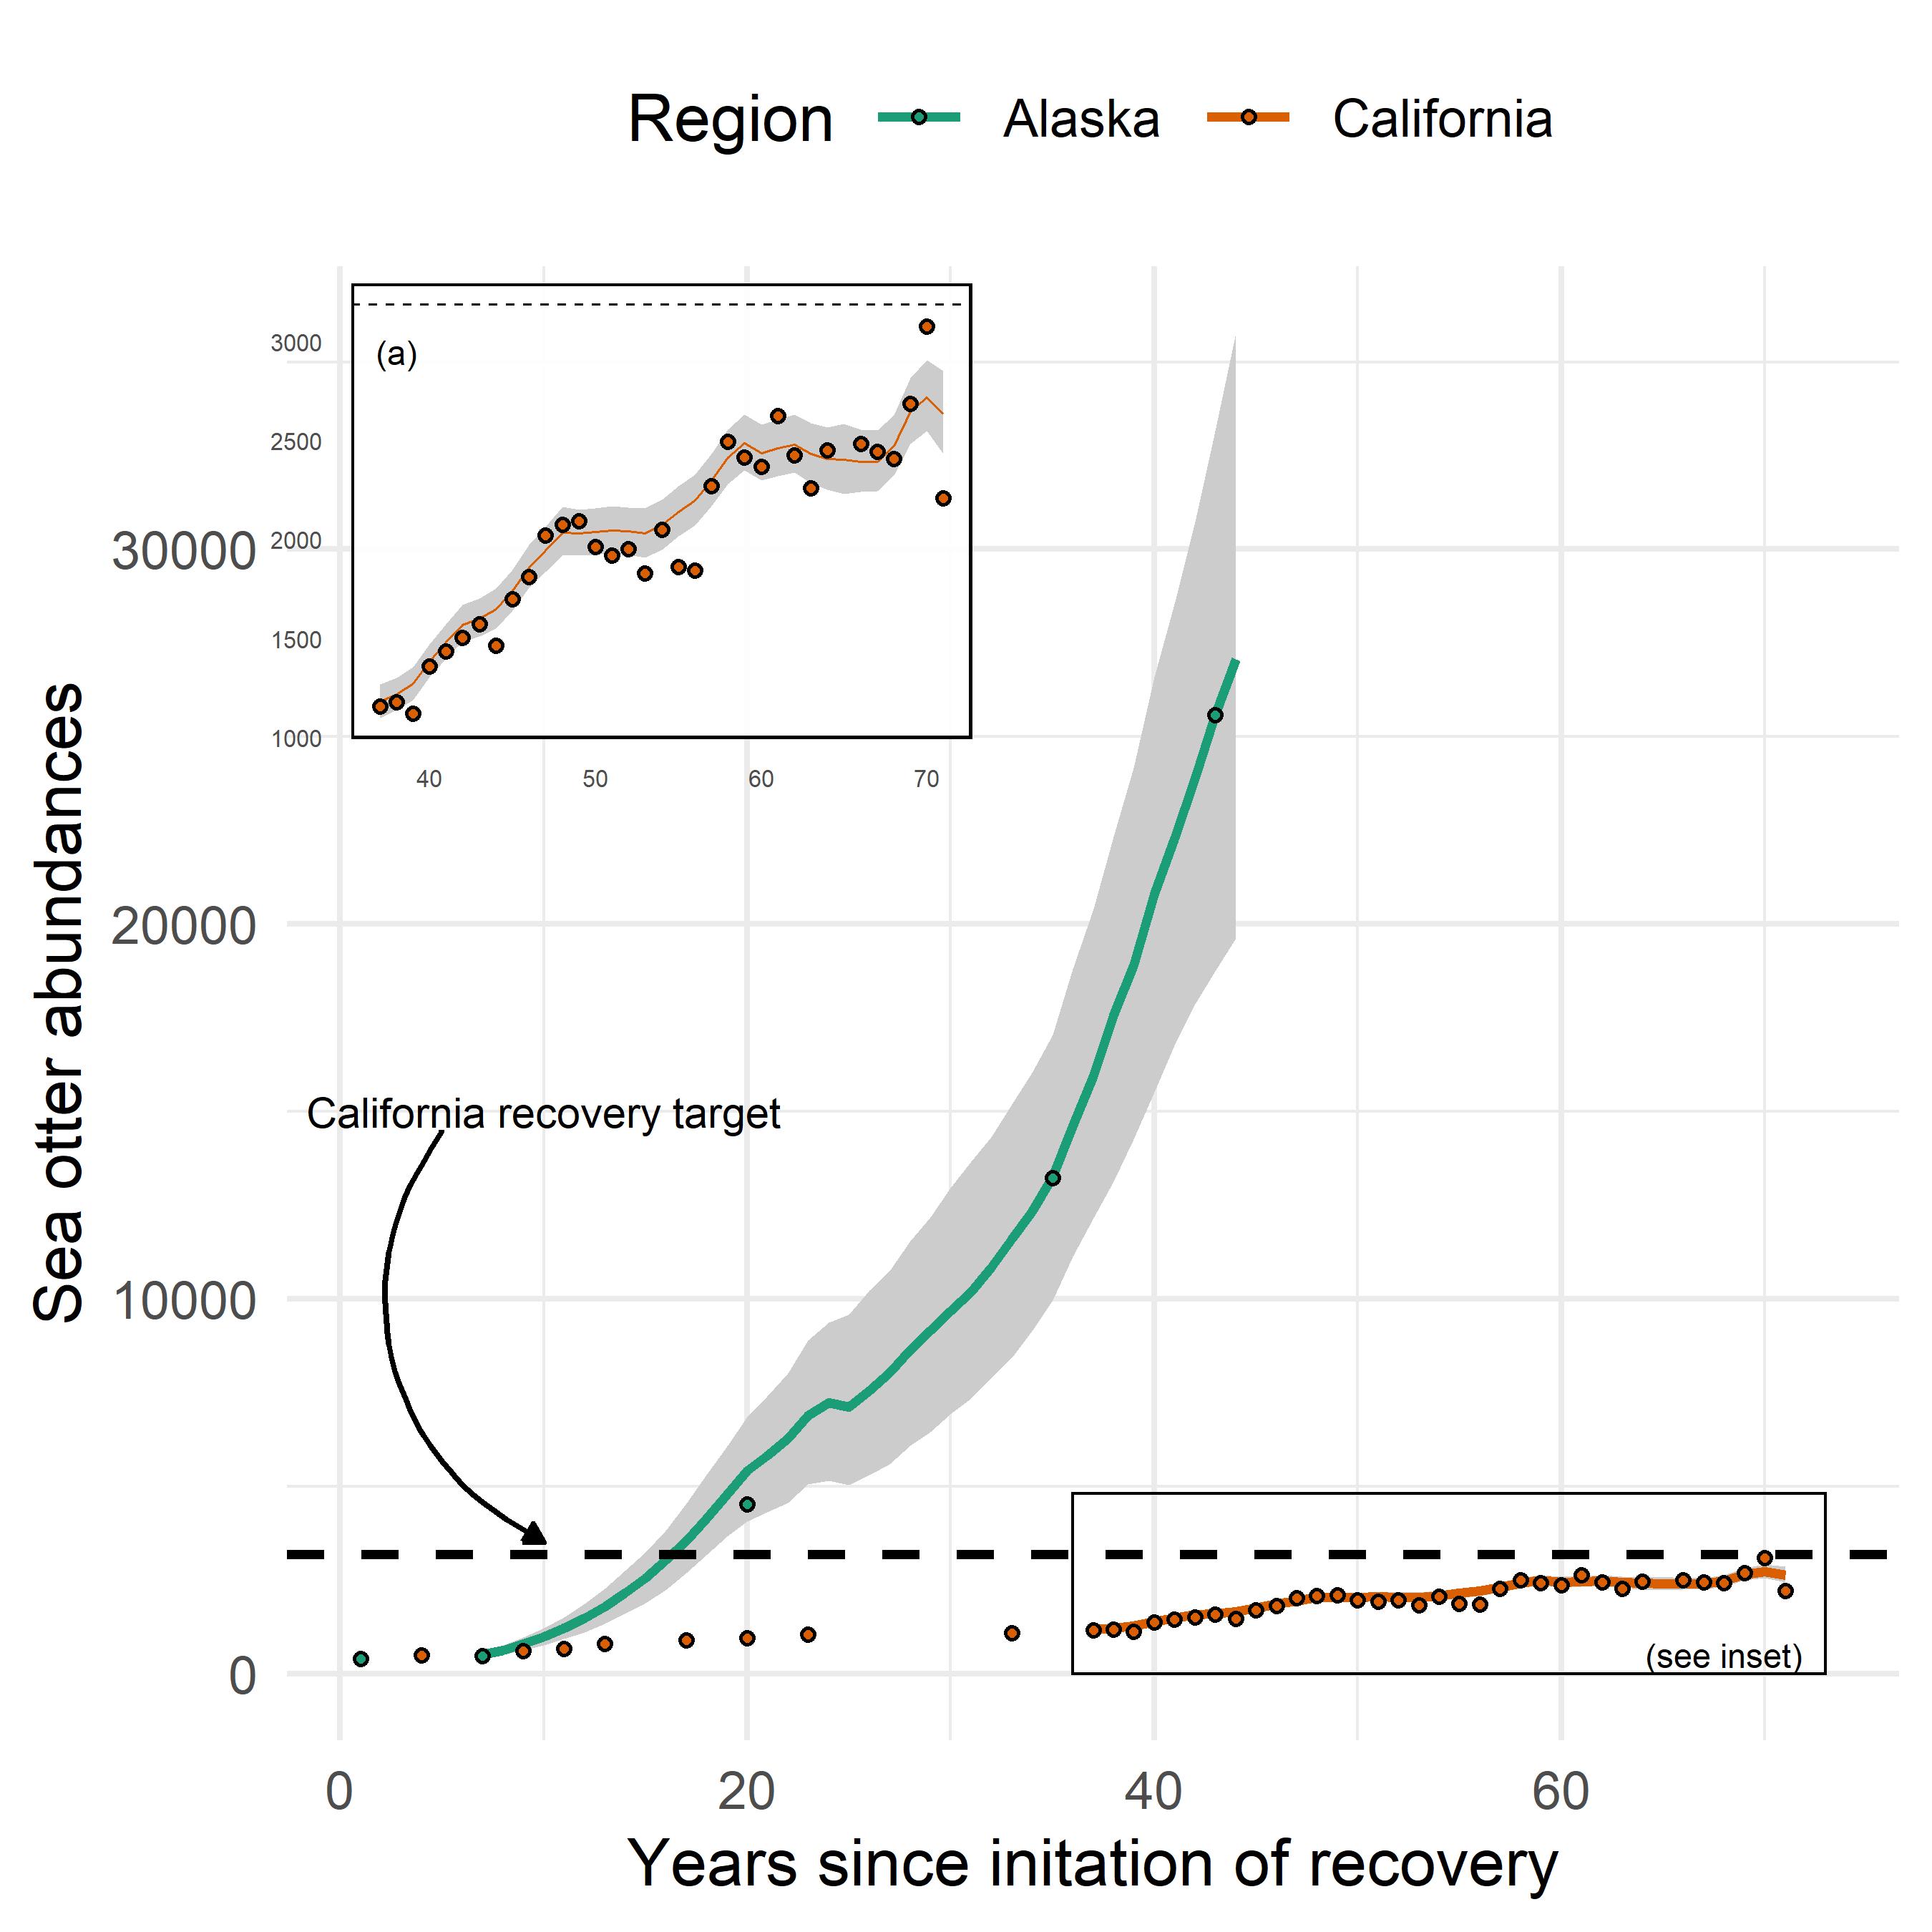 Region Alaska California
(a)
3000
2500
2000
1500
1000
40 50 60 70
Sea otter abundances
30000
20000
10000
0
California recovery target
(see inset)
0 20 40 60
Years since initation of recovery